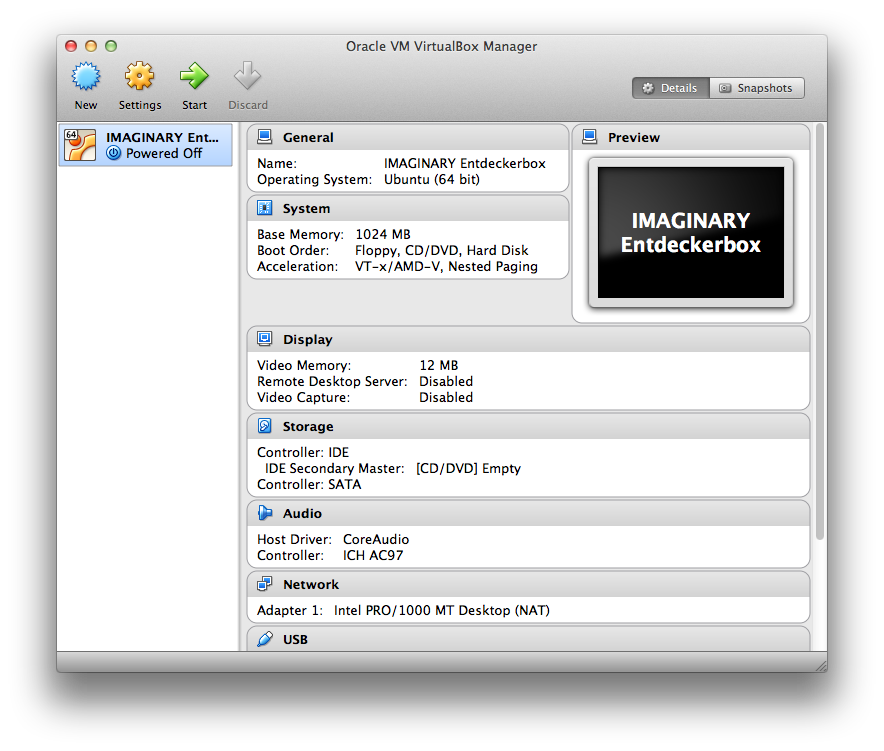 Oracle VM VirtualBox Manager
New
Settings
Start
Discard
Details
Snapshots
64
IMAGINARY Ent...
Powered Off
General
Name: IMAGINARY Entdeckerbox
Operating System: Ubuntu (64 bit)
System
Base Memory: 1024 MB
Boot Order: Floppy, CD/DVD, Hard Disk
Acceleration: VT-x/AMD-V, Nested Paging
Preview
IMAGINARY
Entdeckerbox
Display
Video Memory: 12 MB
Remote Desktop Server: Disabled
Video Capture: Disabled
Storage
Controller: IDE
IDE Secondary Master: [CD/DVD] Empty
Controller: SATA
Audio
Host Driver: CoreAudio
Controller: ICH AC97
Network
Adapter 1: Intel PRO/1000 MT Desktop (NAT)
USB